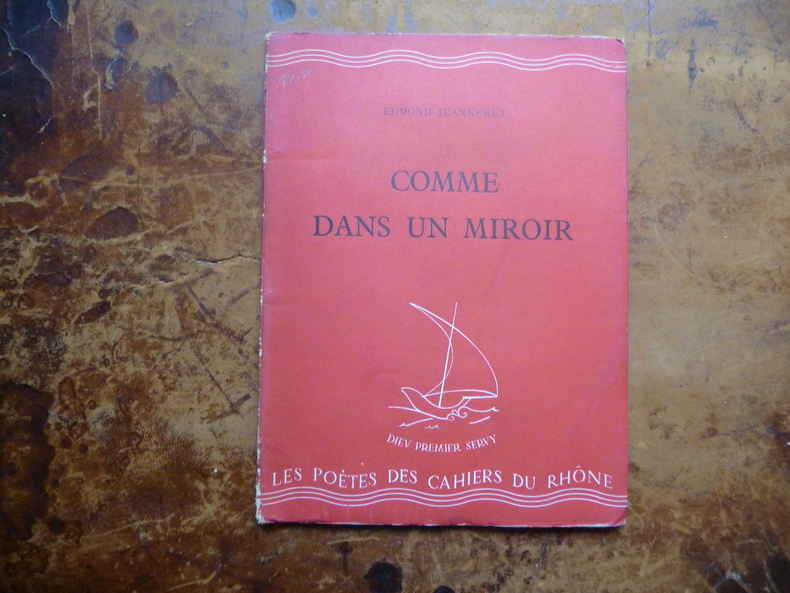 EDMOND JEANNERET
COMME
DANS UN MIROIR
DIEV PREMIER SERVY
LES POÈTES DES CAHIERS DU RHÔNE